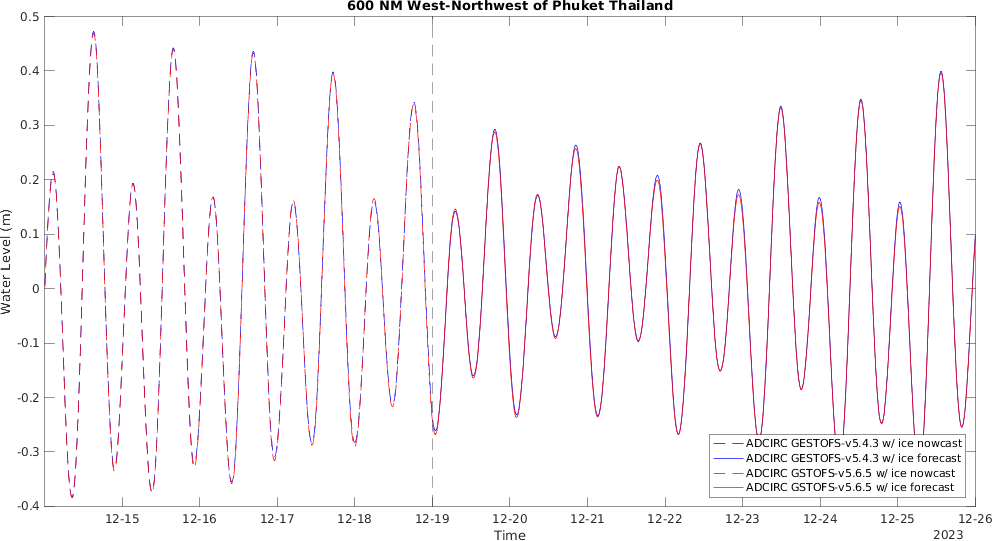 600 NM West-Northwest of Phuket Thailand
0.5
0.4
0.3
0.2
0.1
0
-0.1
-0.2
-0.3
-0.4
Water Level (m)
12-15 12-16 12-17 12-18 12-19 12-20 12-21 12-22 12-23 12-24 12-25 12-26
Time
2023
ADCIRC GESTOFS-v5.4.3 w/ ice nowcast
ADCIRC GESTOFS-v5.4.3 w/ ice forecast
ADCIRC GSTOFS-v5.6.5 w/ ice nowcast
ADCIRC GSTOFS-v5.6.5 w/ ice forecast